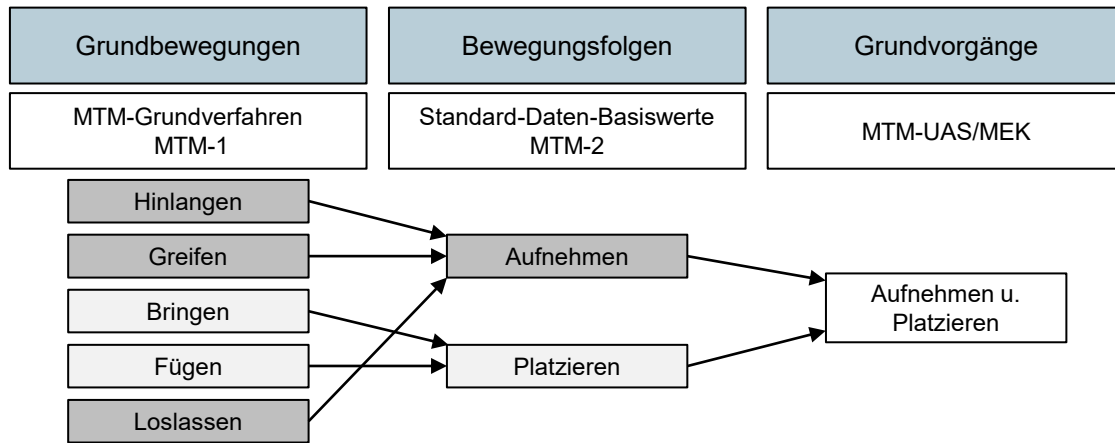 Grundbewegungen
Bewegungsfolgen
Grundvorgänge
MTM-Grundverfahren
MTM-1
Standard-Daten-Basiswerte
MTM-2
MTM-UAS/MEK
Hinlangen
Greifen
Bringen
Fügen
Loslassen
Aufnehmen
Platzieren
Aufnehmen u.
Platzieren